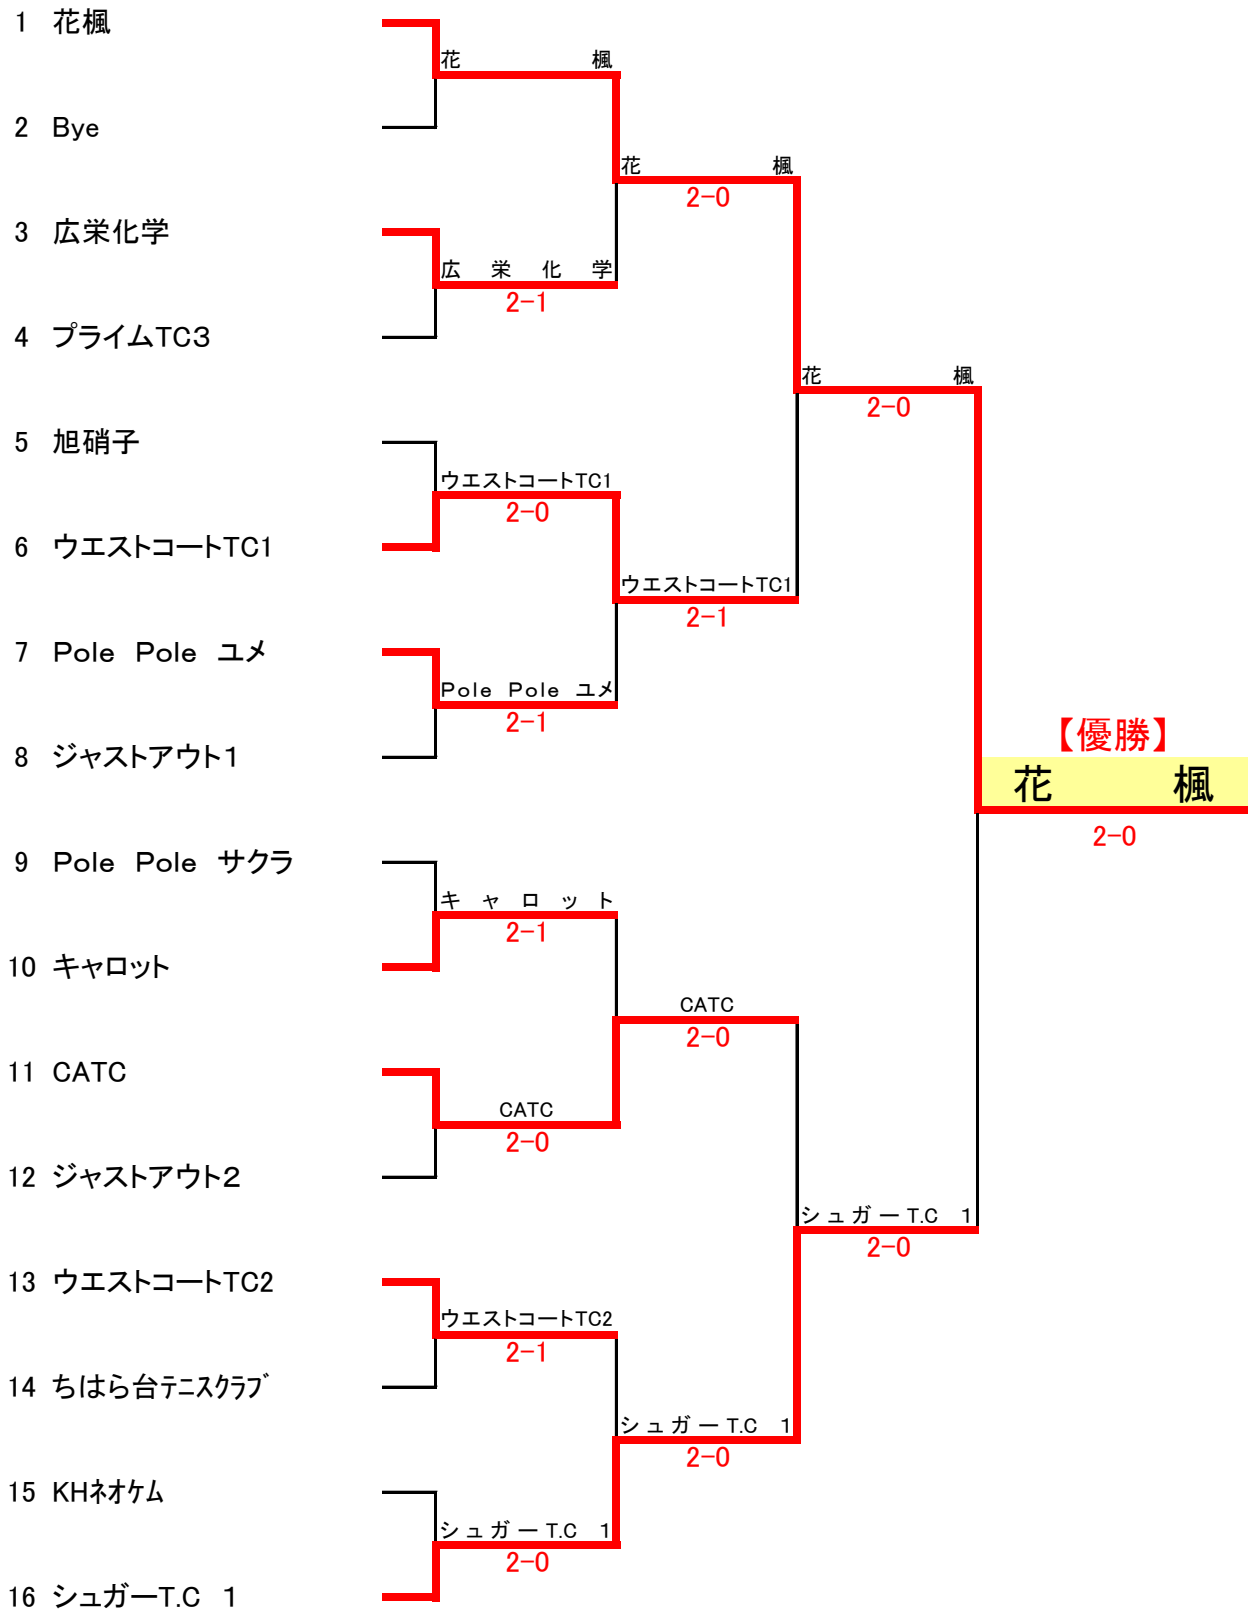 1 花楓
花 楓
2 Bye
花 楓
2-0
3 広栄化学
広 栄 化 学
2-1
4 プライムTC3
花 楓
2-0
5 旭硝子
ウエストコートTC1
2-0
6 ウエストコートTC1
ウエストコートTC1
2-1
7 Pole Pole ユメ
Pole Pole ユメ
2-1
8 ジャストアウト1
【優勝】
花 楓
2-0
9 Pole Pole サクラ
キ ャ ロ ッ ト
2-1
10 キャロット
CATC
2-0
11 CATC
CATC
2-0
12 ジャストアウト2
シュガーT.C 1
2-0
13 ウエストコートTC2
ウエストコートTC2
2-1
14 ちはら台テニスクラブ
シュガーT.C 1
2-0
15 KHネオケム
シュガーT.C 1
2-0
16 シュガーT.C 1